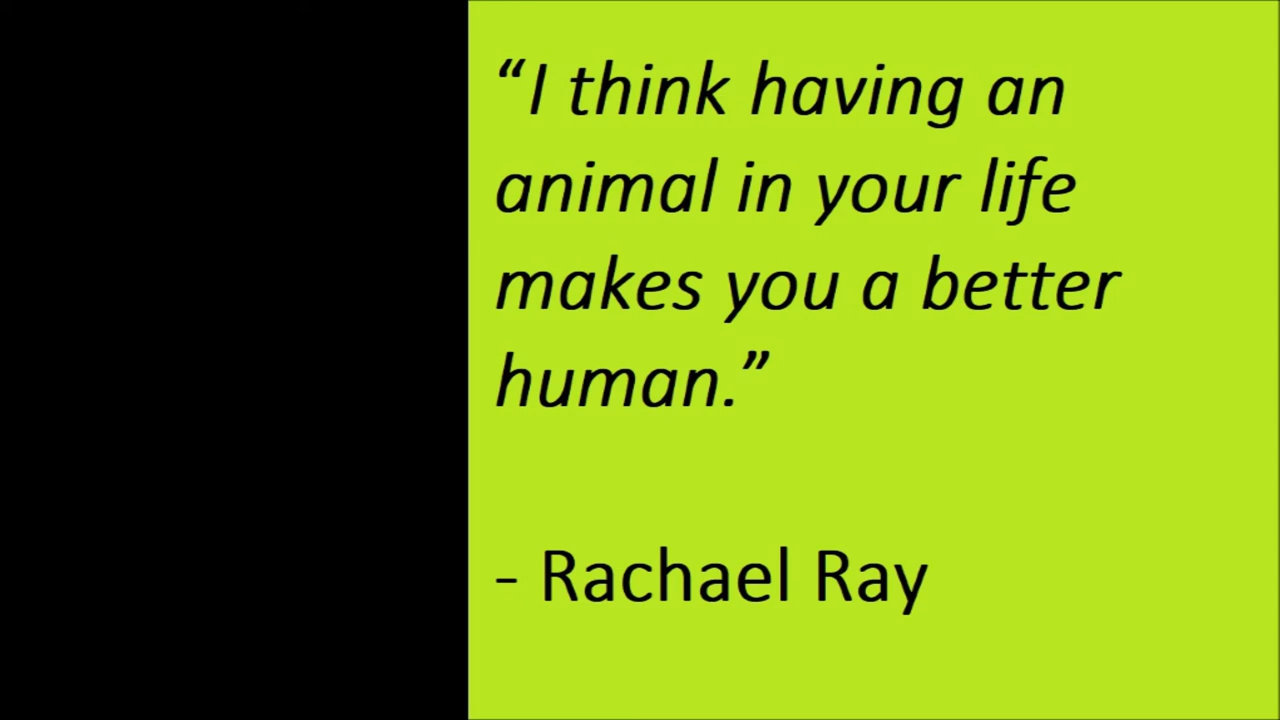 “I think having an
animal in your life
makes you a better
human.”
- Rachael Ray